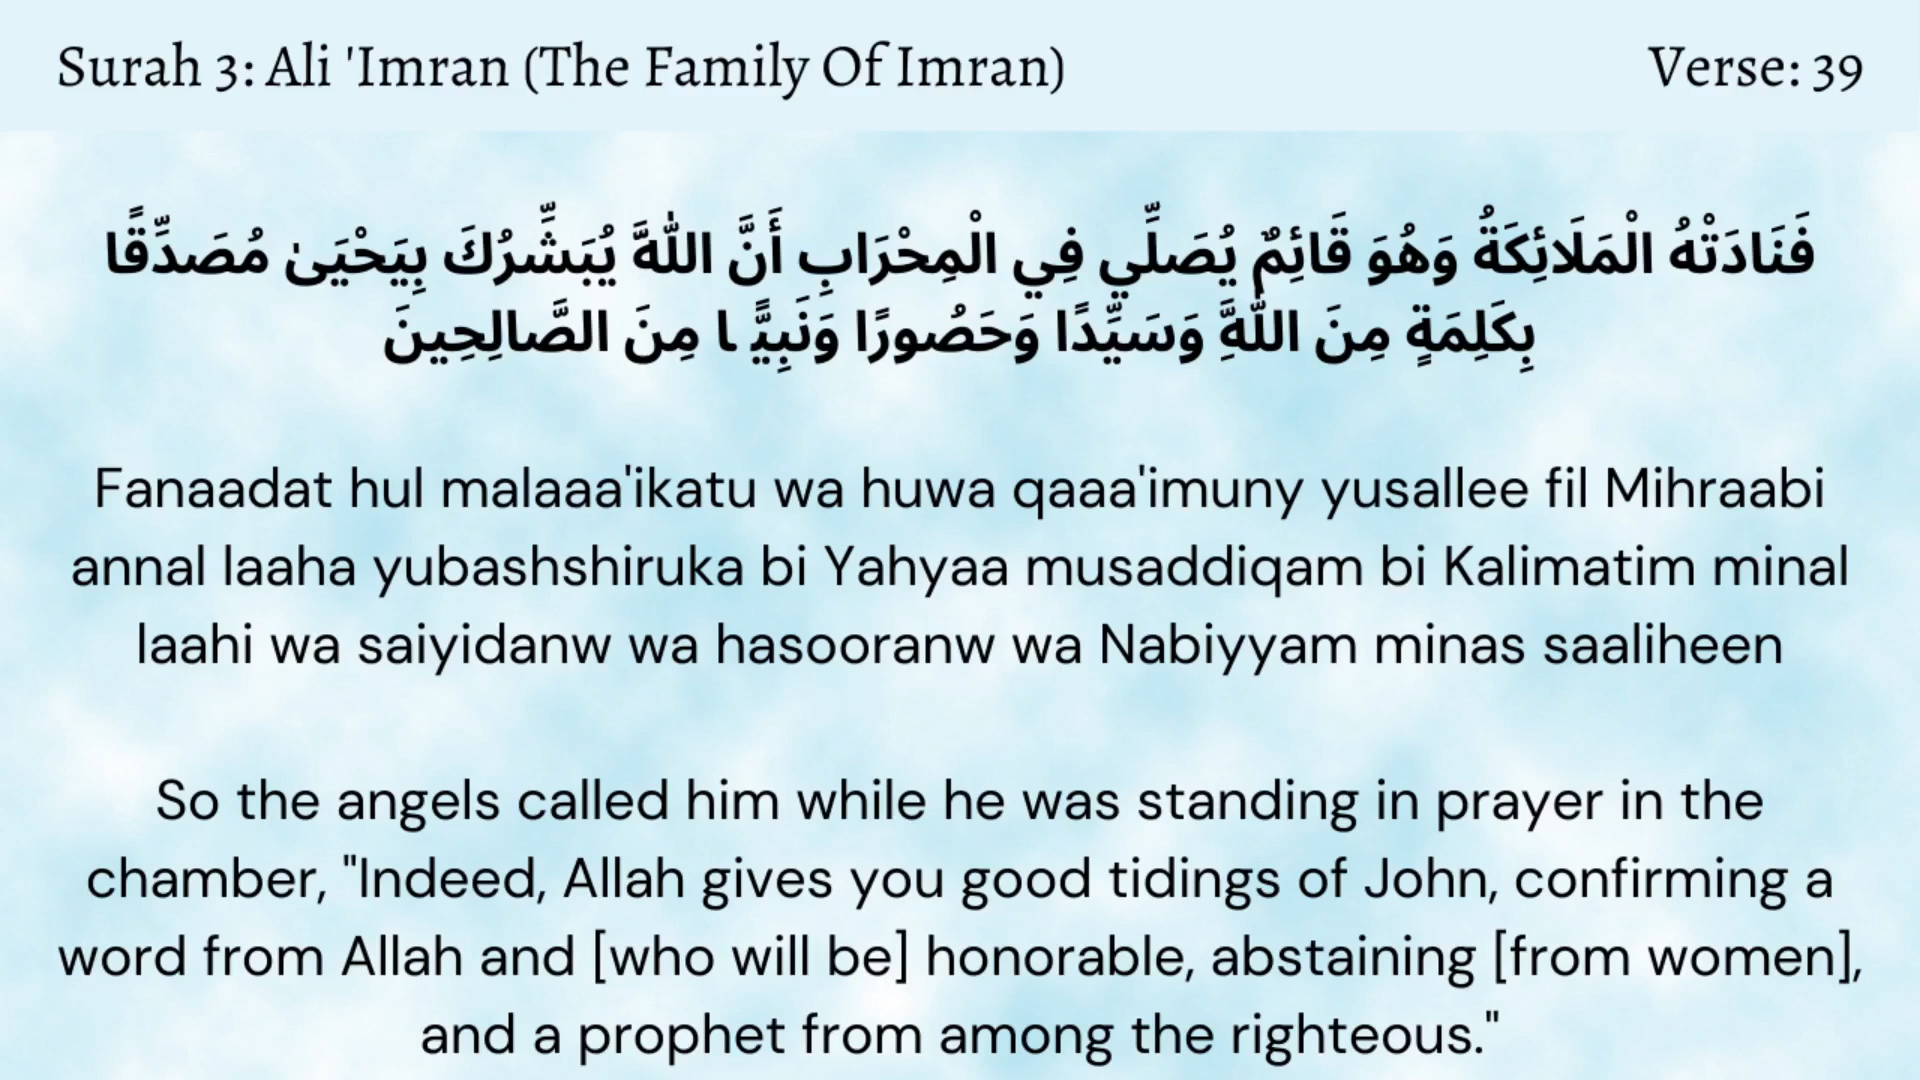 Surah 3: Ali 'Imran (The Family Of Imran)
Verse: 39
فَنَادَتْهُ الْمَلَائِكَةُ وَهُوَ قَائِمٌ يُصَلِّي فِي الْمِحْرَابِ أَنَّ اللَّهَ يُبَشِّرُكَ بِيَحْيَىٰ مُصَدِّقًا
بِكَلِمَةٍ مِنَ اللَّهِ وَسَيِّدًا وَحَصُورًا وَنَبِيًّا مِنَ الصَّالِحِينَ
Fanaadat hul malaaa'ikatu wa huwa qaaa'imuny yusallee fil Mihraabi
annal laaha yubashshiruka bi Yahyaa musaddiqam bi Kalimatim minal
laahi wa saiyidanw wa hasooranw wa Nabiyyam minas saaliheen
So the angels called him while he was standing in prayer in the
chamber, "Indeed, Allah gives you good tidings of John, confirming a
word from Allah and [who will be] honorable, abstaining [from women],
and a prophet from among the righteous."